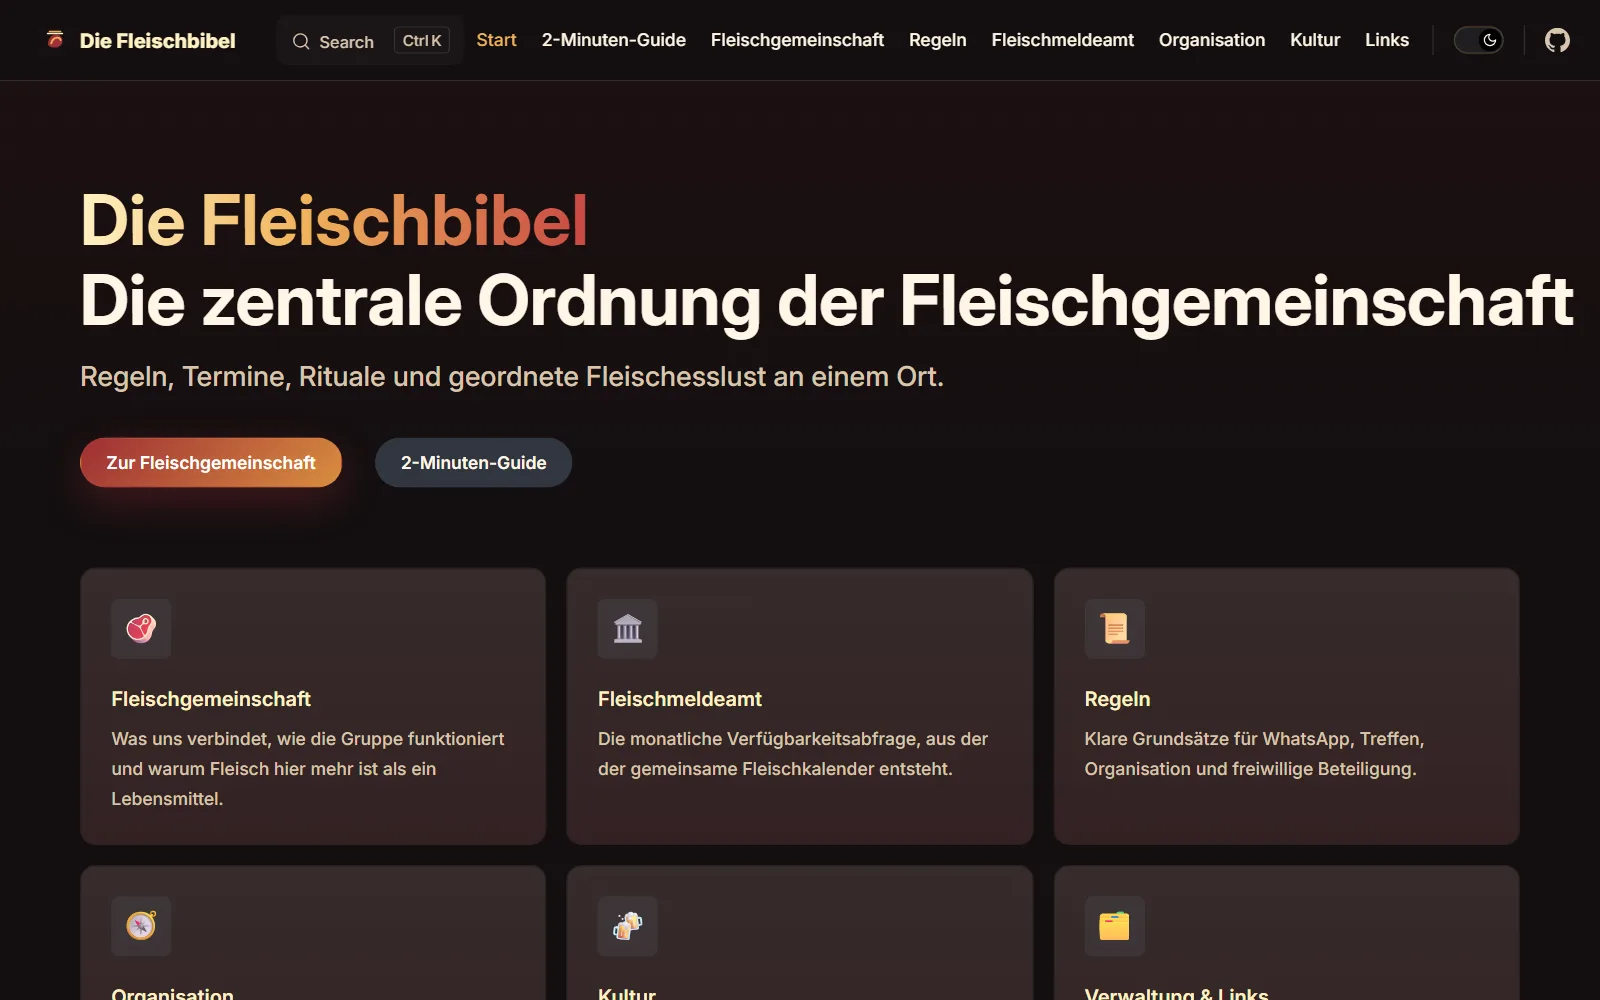 Die Fleischbibel
Search Ctrl K
Start
2-Minuten-Guide
Fleischgemeinschaft
Regeln
Fleischmeldeamt
Organisation
Kultur
Links
Die Fleischbibel
Die zentrale Ordnung der Fleischgemeinschaft
Regeln, Termine, Rituale und geordnete Fleischesslust an einem Ort.
Zur Fleischgemeinschaft
2-Minuten-Guide
Fleischgemeinschaft
Was uns verbindet, wie die Gruppe funktioniert
und warum Fleisch hier mehr ist als ein
Lebensmittel.
Fleischmeldeamt
Die monatliche Verfügbarkeitsabfrage, aus der
der gemeinsame Fleischkalender entsteht.
Regeln
Klare Grundsätze für WhatsApp, Treffen,
Organisation und freiwillige Beteiligung.
Organisation
Kultur
Verwaltung & Links